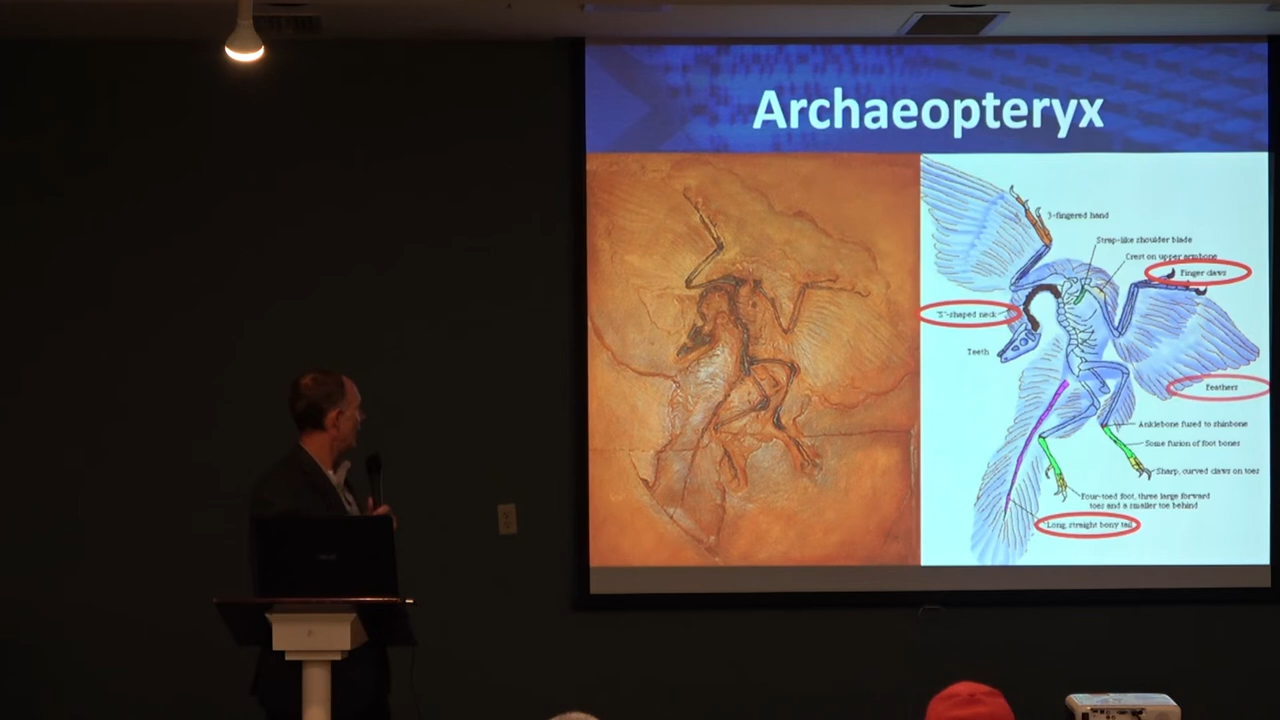 Archaeopteryx
3-fingered hand
Strap-like shoulder blade
Crest on upper armbone
Finger claws
"S"-shaped neck
Teeth
Feathers
Anklebone fused to shinbone
Some fusion of foot bones
Sharp, curved claws on toes
Four-toed foot, three large forward
toes and a smaller toe behind
Long, straight bony tail